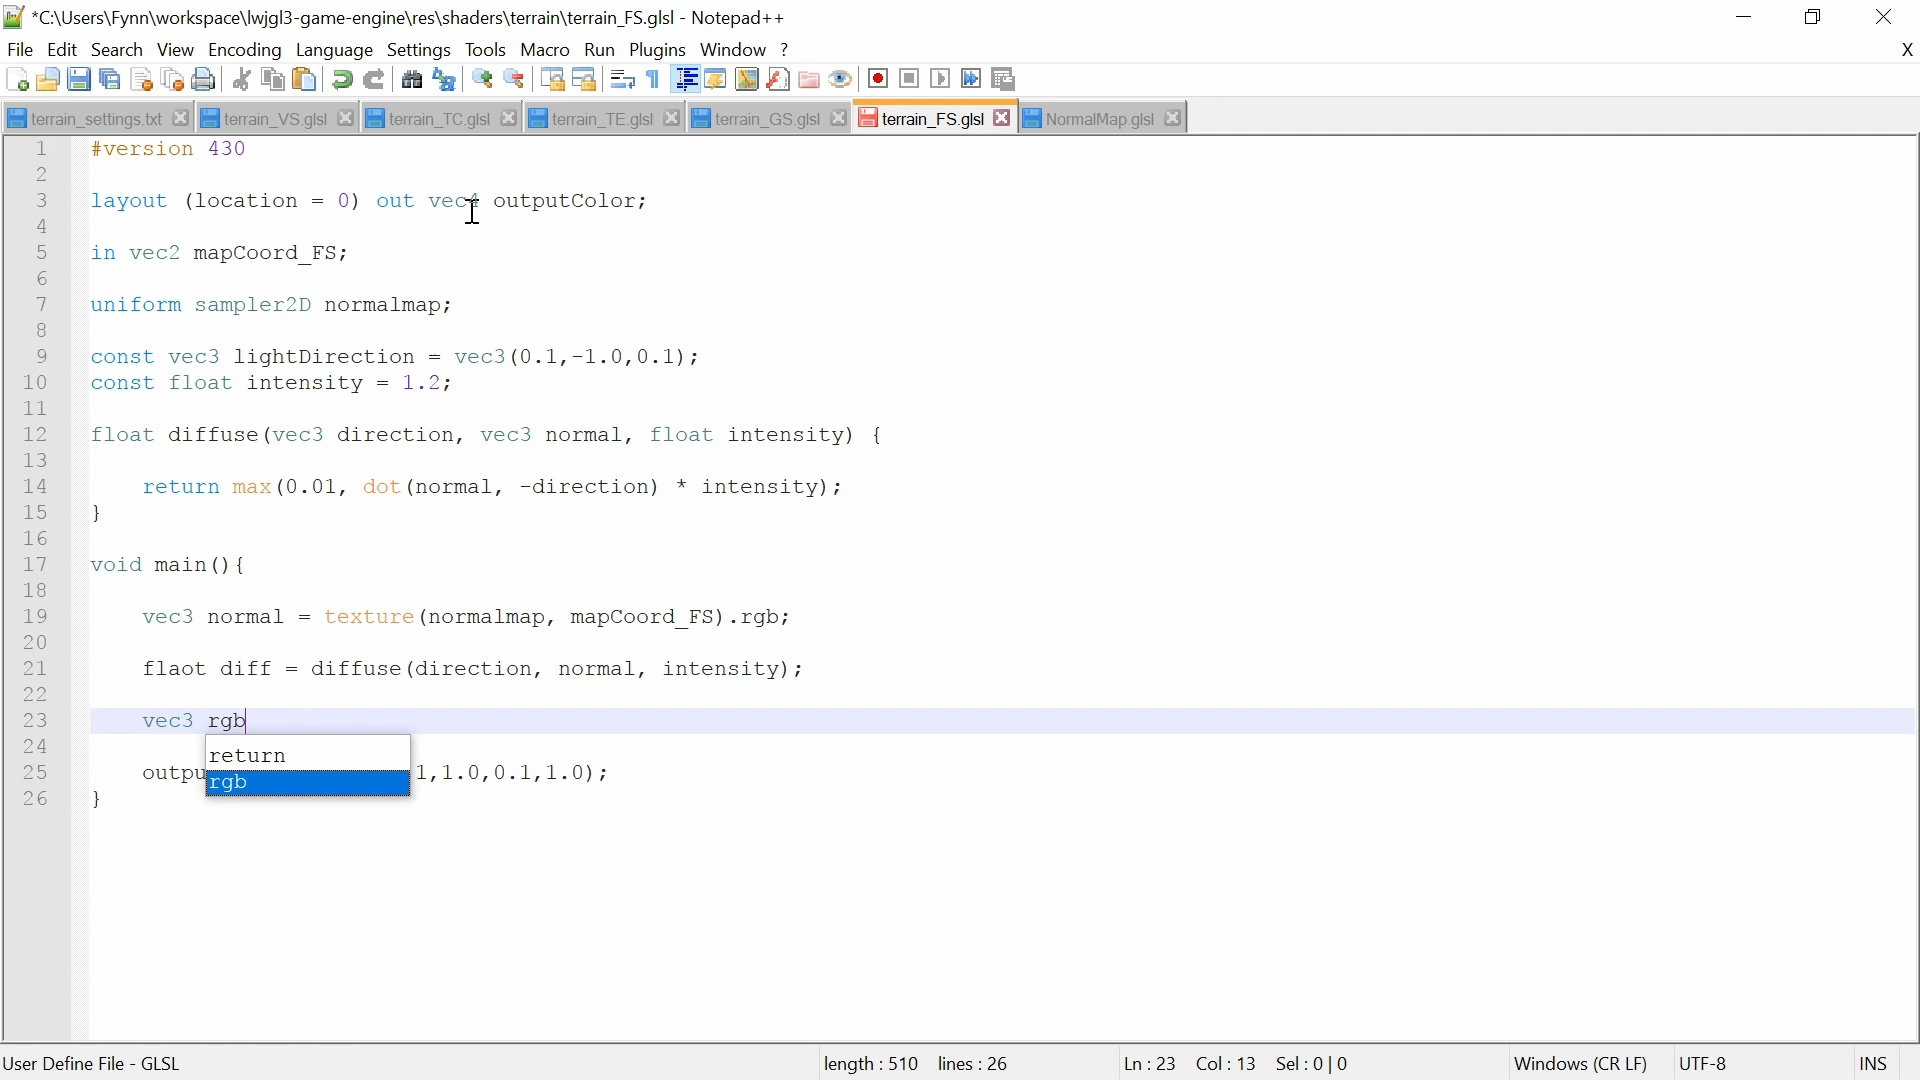 *C:\Users\Fynn\workspace\lwjgl3-game-engine\res\shaders\terrain\terrain_FS.glsl - Notepad++
File Edit Search View Encoding Language Settings Tools Macro Run Plugins Window ? X
terrain_settings.txt terrain_VS.glsl terrain_TC.glsl terrain_TE.glsl terrain_GS.glsl terrain_FS.glsl NormalMap.glsl
1 #version 430
2
3 layout (location = 0) out vec4 outputColor;
4
5 in vec2 mapCoord_FS;
6
7 uniform sampler2D normalmap;
8
9 const vec3 lightDirection = vec3(0.1,-1.0,0.1);
10 const float intensity = 1.2;
11
12 float diffuse(vec3 direction, vec3 normal, float intensity) {
13
14 return max(0.01, dot(normal, -direction) * intensity);
15 }
16
17 void main(){
18
19 vec3 normal = texture(normalmap, mapCoord_FS).rgb;
20
21 flaot diff = diffuse(direction, normal, intensity);
22
23 vec3 rgb
24 return
25 outpu 1,1.0,0.1,1.0);
rgb
26 }
User Define File - GLSL length : 510 lines : 26 Ln : 23 Col : 13 Sel : 0 | 0 Windows (CR LF) UTF-8 INS